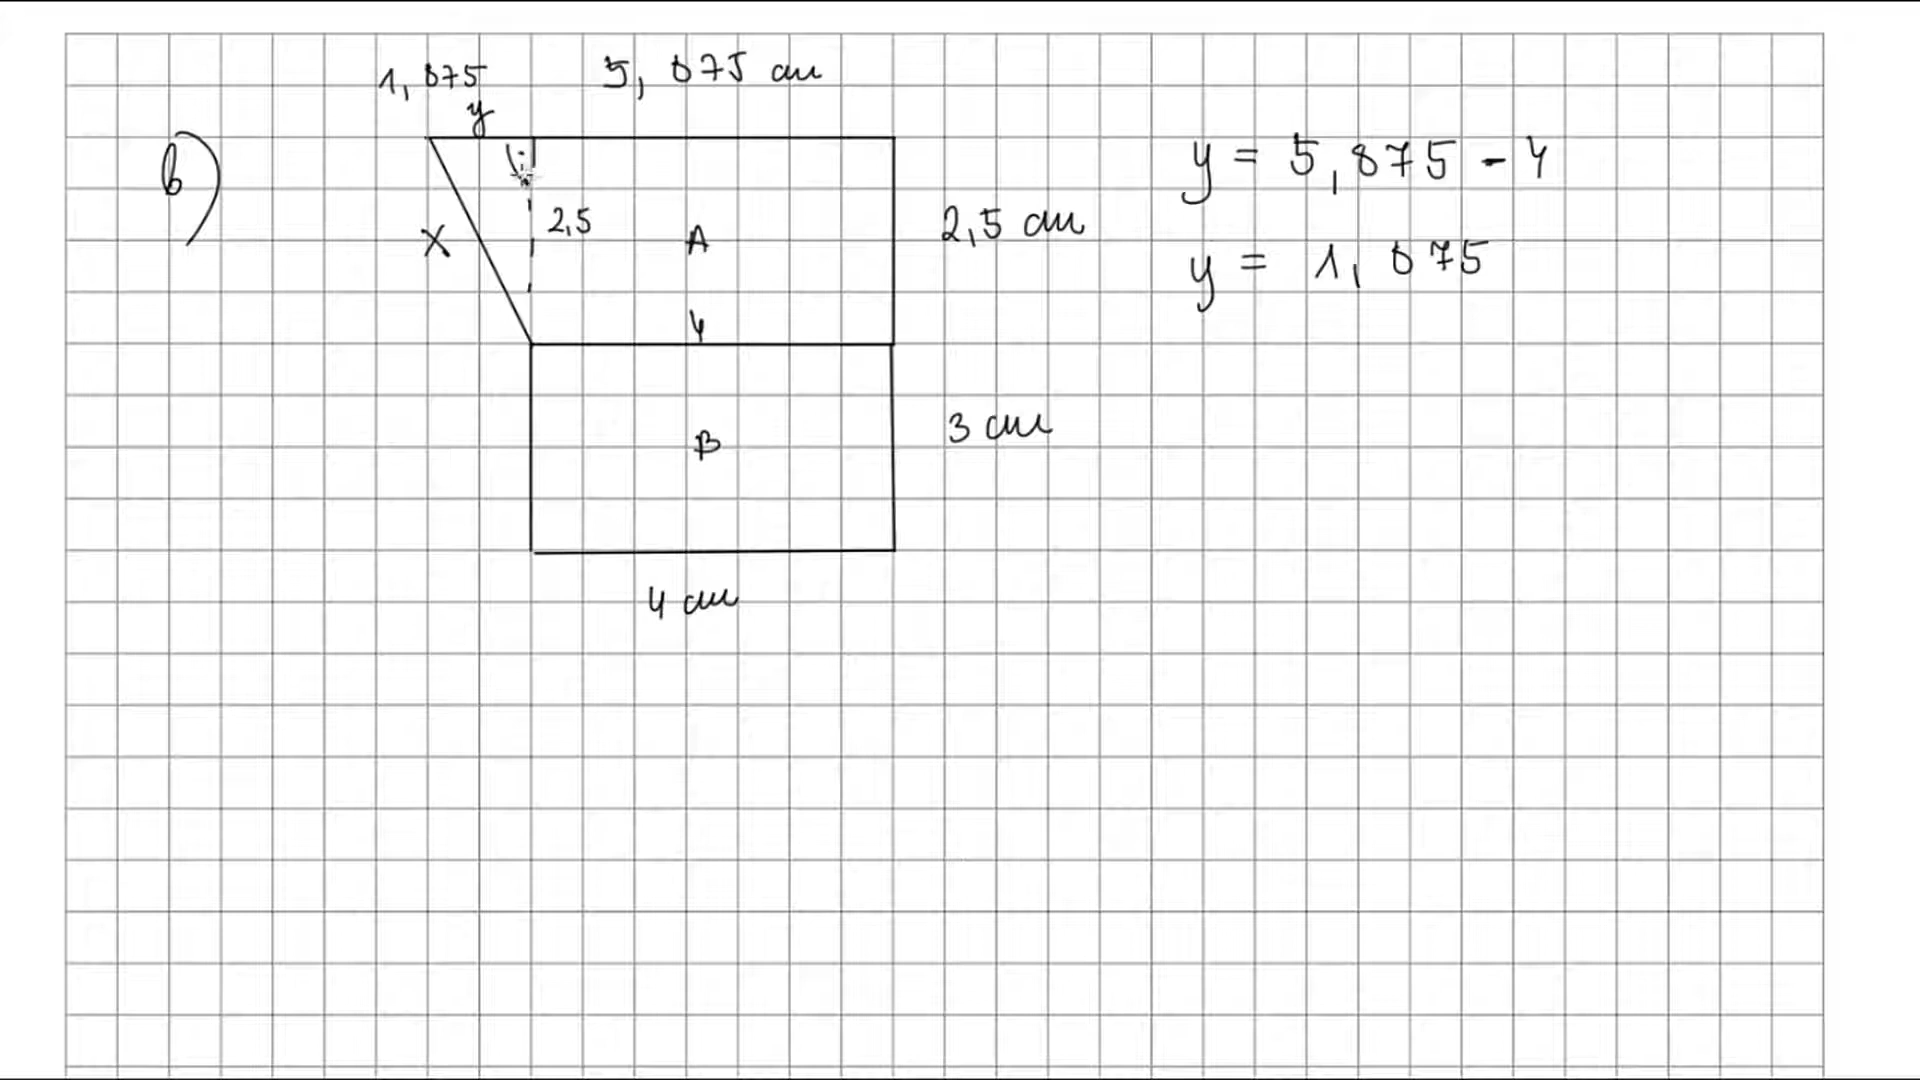 1,875
5,875 cm
y
b)
y = 5,875 - 4
2,5
x
A
2,5 cm
y = 1,875
4
B
3 cm
4 cm